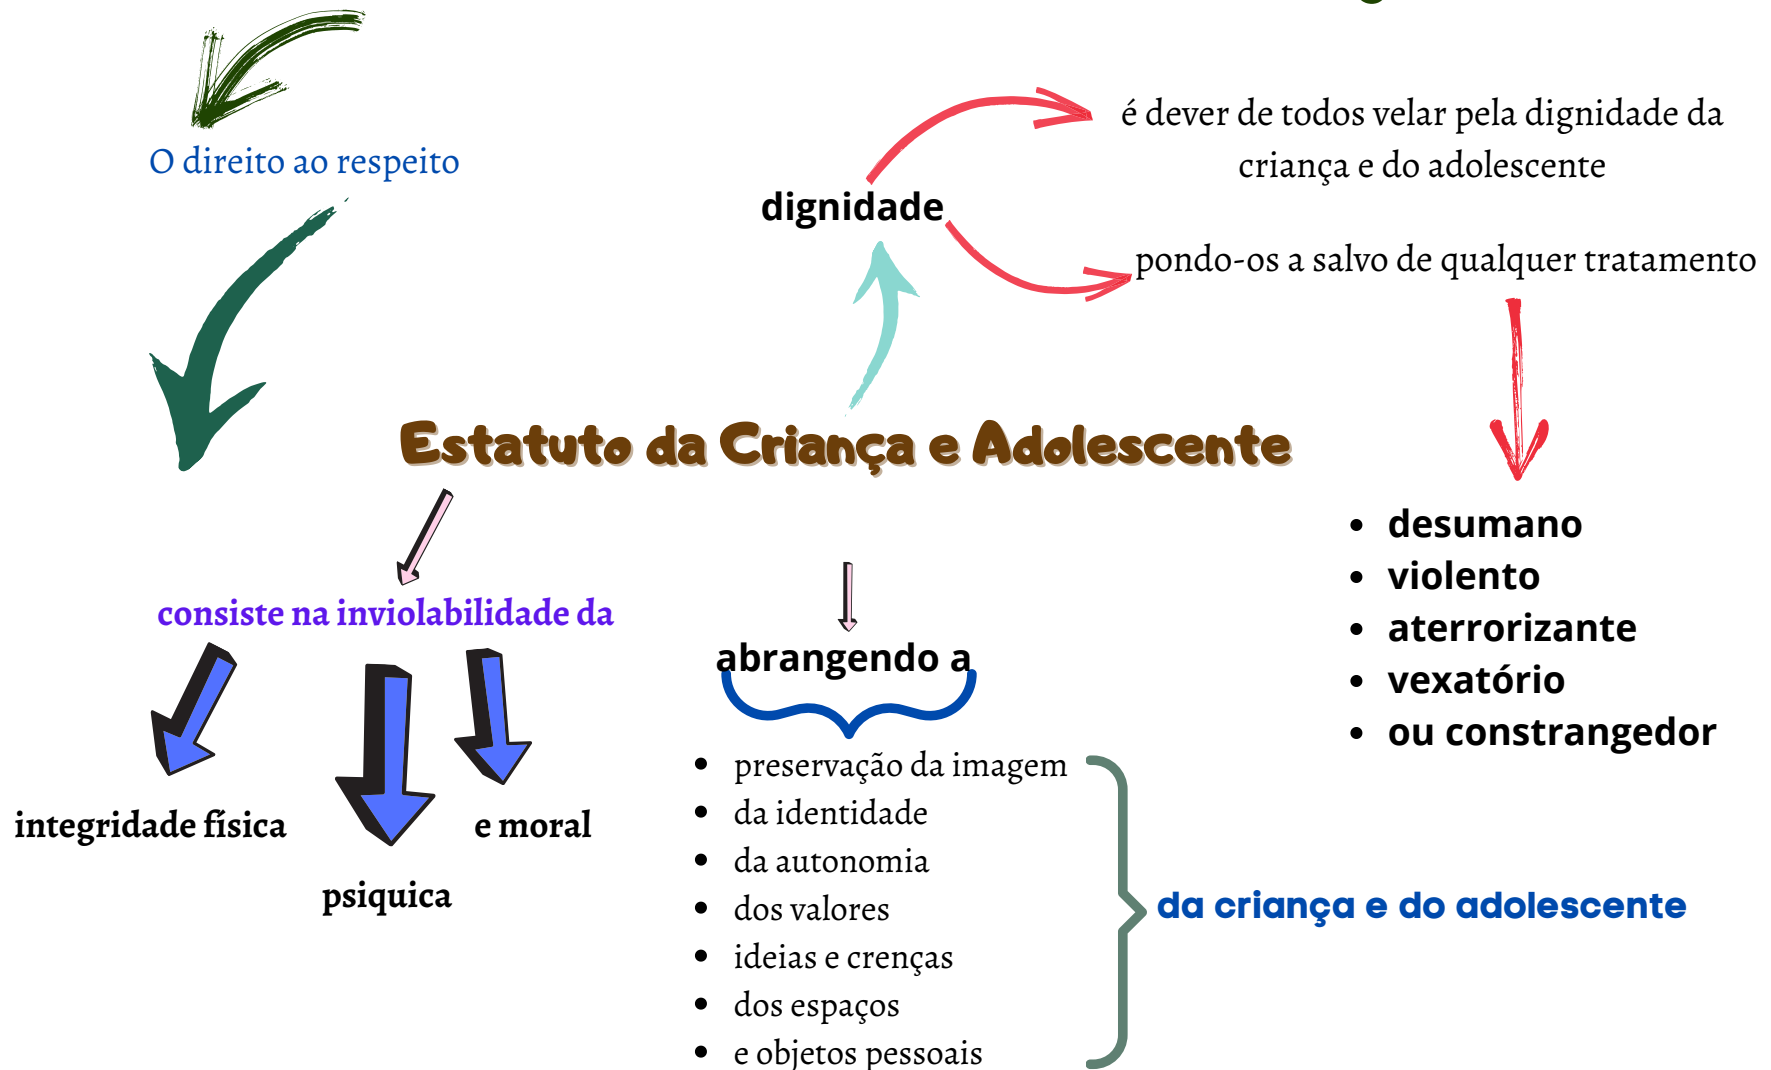 O direito ao respeito
é dever de todos velar pela dignidade da
criança e do adolescente
dignidade
pondo-os a salvo de qualquer tratamento
Estatuto da Criança e Adolescente
desumano
violento
aterrorizante
vexatório
ou constrangedor
consiste na inviolabilidade da
integridade física
psiquica
e moral
abrangendo a
preservação da imagem
da identidade
da autonomia
dos valores
ideias e crenças
dos espaços
e objetos pessoais
da criança e do adolescente